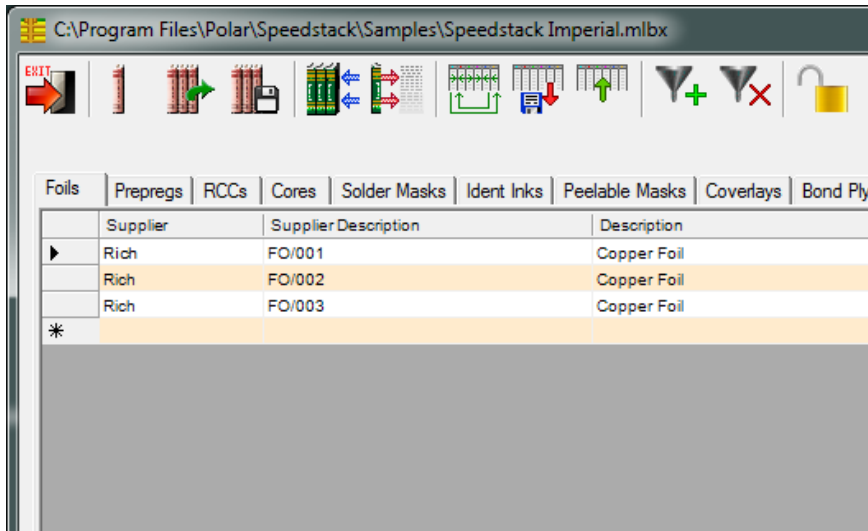 C:\Program Files\Polar\Speedstack\Samples\Speedstack Imperial.mlbx
EXIT
Foils Prepregs RCCs Cores Solder Masks Ident Inks Peelable Masks Coverlays Bond Ply
Supplier Supplier Description Description
Rich FO/001 Copper Foil
Rich FO/002 Copper Foil
Rich FO/003 Copper Foil